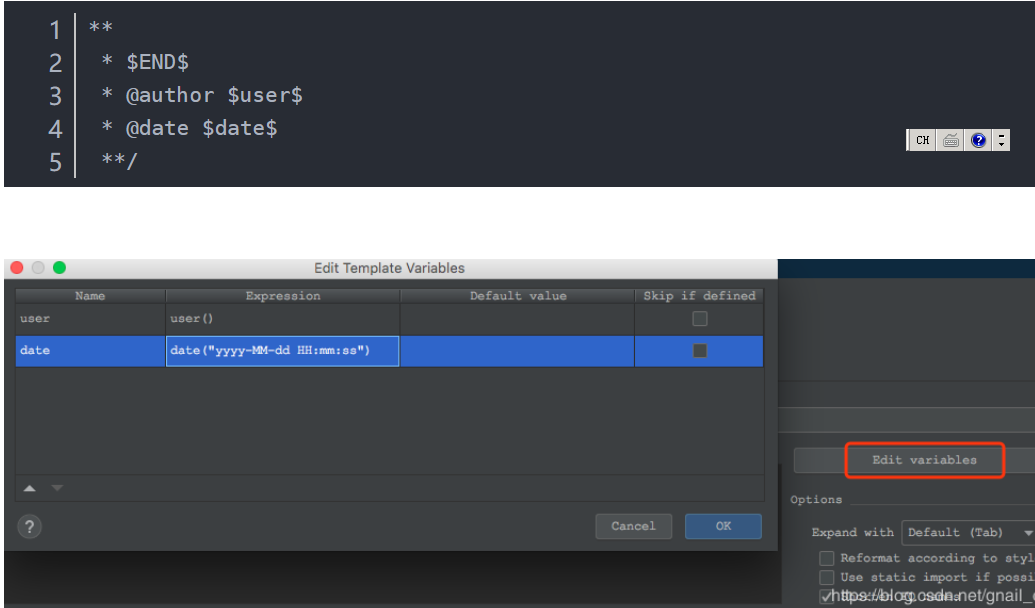 1 **
2 * $END$
3 * @author $user$
4 * @date $date$
5 **/
CH
Edit Template Variables
Name Expression Default value Skip if defined
user user()
date date("yyyy-MM-dd HH:mm:ss")
Edit variables
Options
Cancel OK
Expand with Default (Tab)
Reformat according to styl
Use static import if possi
https://blog.csdn.net/gnail_